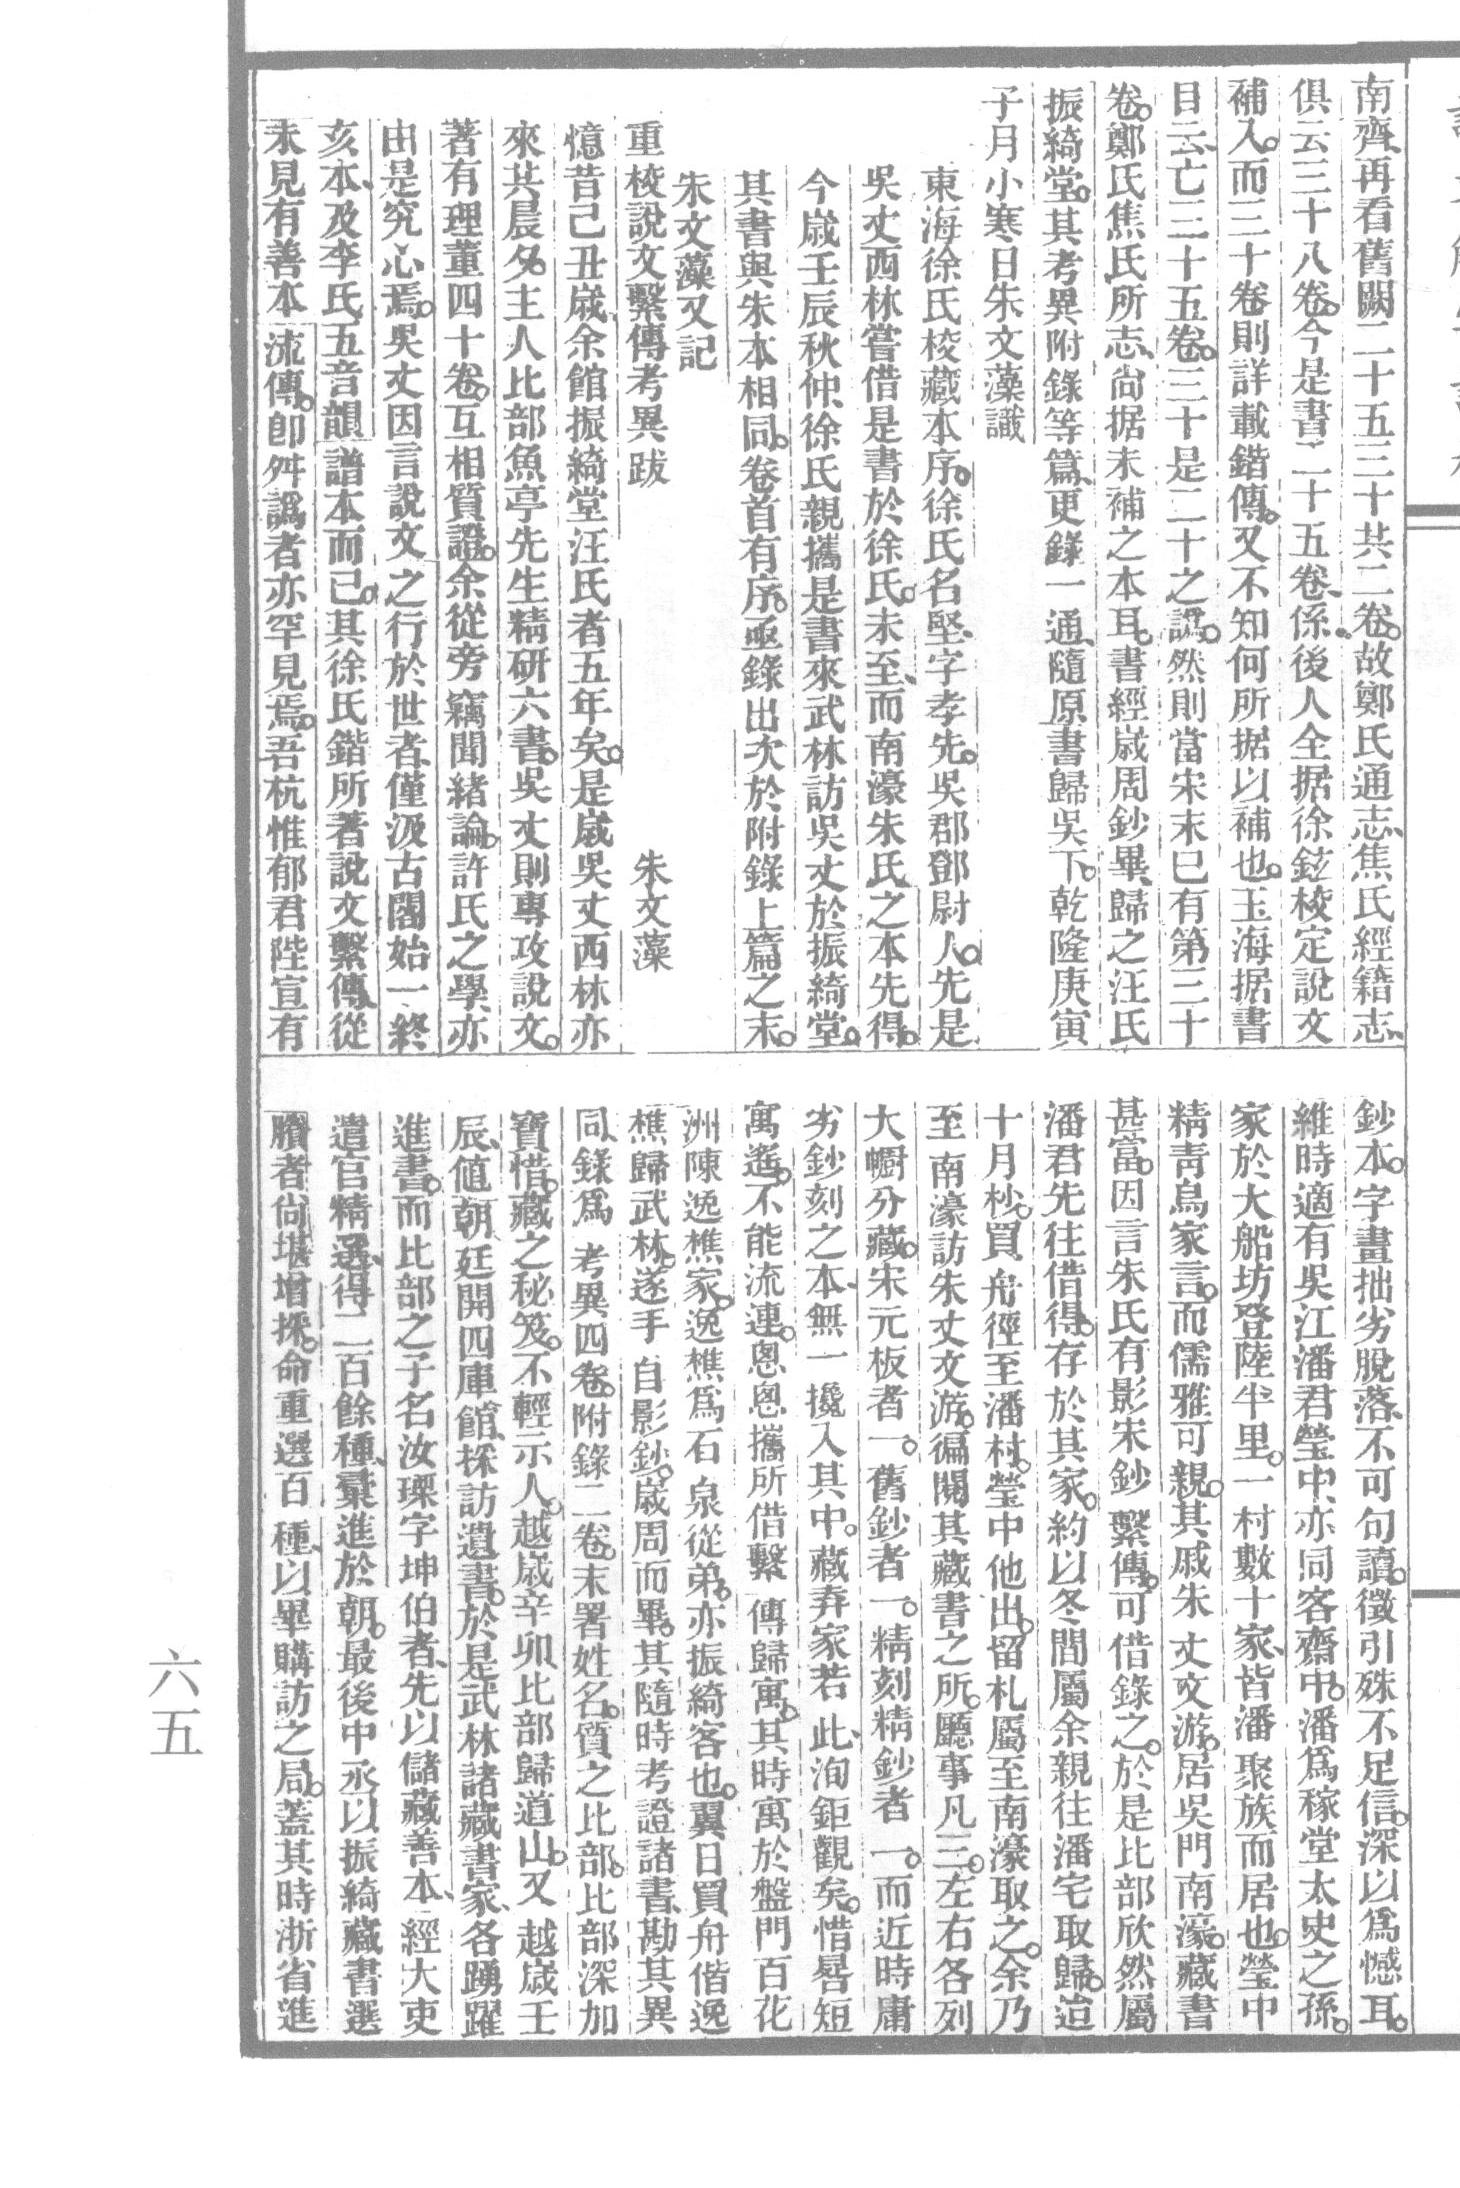 南齊、再看舊闕二十五三十共二卷。故鄭氏通志、焦氏經籍志、
俱云三十八卷。今是書二十五卷、係後人全据徐鉉校定說文
補入。而三十卷則詳載鍇傳。又不知何所据以補也。玉海据書
目云、亡二十五卷。三十是二十之譌。然則當宋末已有第三十
卷。鄭氏焦氏所志、尙据未補之本耳。書經歲周鈔畢、歸之汪氏
振綺堂。其考異附錄等篇、更錄一通、隨原書歸吳下。乾隆庚寅
子月小寒日朱文藻識
東海徐氏校藏本序。徐氏名堅、字孝先。吳郡鄧尉人。先是
吳丈西林嘗借是書於徐氏。未至、而南濠朱氏之本先得。
今歲壬辰秋仲、徐氏親攜是書來武林訪吳丈於振綺堂。
其書與朱本相同。卷首有序。亟錄出次於附錄上篇之末。
朱文藻又記
重校說文繫傳考異跋
朱文藻
憶昔己丑歲、余館振綺堂汪氏者五年矣。是歲吳丈西林亦
來共晨夕。主人比部魚亭先生精研六書。吳丈則專攻說文。
著有理董四十卷。互相質證。余從旁竊聞緒論。許氏之學、亦
由是究心焉。吳丈因言說文之行於世者、僅汲古閣始一終
亥本、及李氏五音韻譜本而已。其徐氏鍇所著說文繫傳、從
未見有善本流傳。卽舛譌者亦罕見焉。吾杭惟郁君陛宣有
鈔本。字畫拙劣脫落、不可句讀。徵引殊不足信。深以爲憾耳。
維時適有吳江潘君瑩中、亦同客齋中。潘爲稼堂太史之孫。
家於大船坊登陸半里。一村數十家、皆潘聚族而居也。瑩中
精靑鳥家言。而儒雅可親。其戚朱丈文游。居吳門南濠。藏書
甚富。因言朱氏有影宋鈔繫傳。可借錄之。於是比部欣然屬
潘君先往借得。存於其家。約以冬間屬余親往潘宅取歸。迨
十月杪。買舟徑至潘村。瑩中他出。留札屬至南濠取之。余乃
至南濠訪朱丈文游。徧閱其藏書之所。廳事凡三。左右各列
大櫥分藏。宋元板者一。舊鈔者一。精刻精鈔者一。而近時庸
劣鈔刻之本、無一攙入其中。藏弆家若此、洵鉅觀矣。惜晷短
寓遙。不能流連。悤悤攜所借繫傳歸寓。其時寓於盤門百花
洲陳逸樵家。逸樵爲石泉從弟。亦振綺客也。翼日買舟偕逸
樵歸武林。遂手自影鈔。歲周而畢。其隨時考證諸書、勘其異
同、錄爲考異四卷。附錄二卷。末署姓名。質之比部。比部深加
寶惜。藏之秘笈。不輕示人。越歲辛卯比部歸道山。又越歲壬
辰、値朝廷開四庫館、採訪遺書。於是武林諸藏書家、各踴躍
進書。而比部之子名汝瑮字坤伯者、先以儲藏善本、經大吏
遣官精選、得二百餘種、彙進於朝。最後中丞以振綺藏書選
賸者尙堪增採。命重選百種、以畢購訪之局。蓋其時浙省進
六五